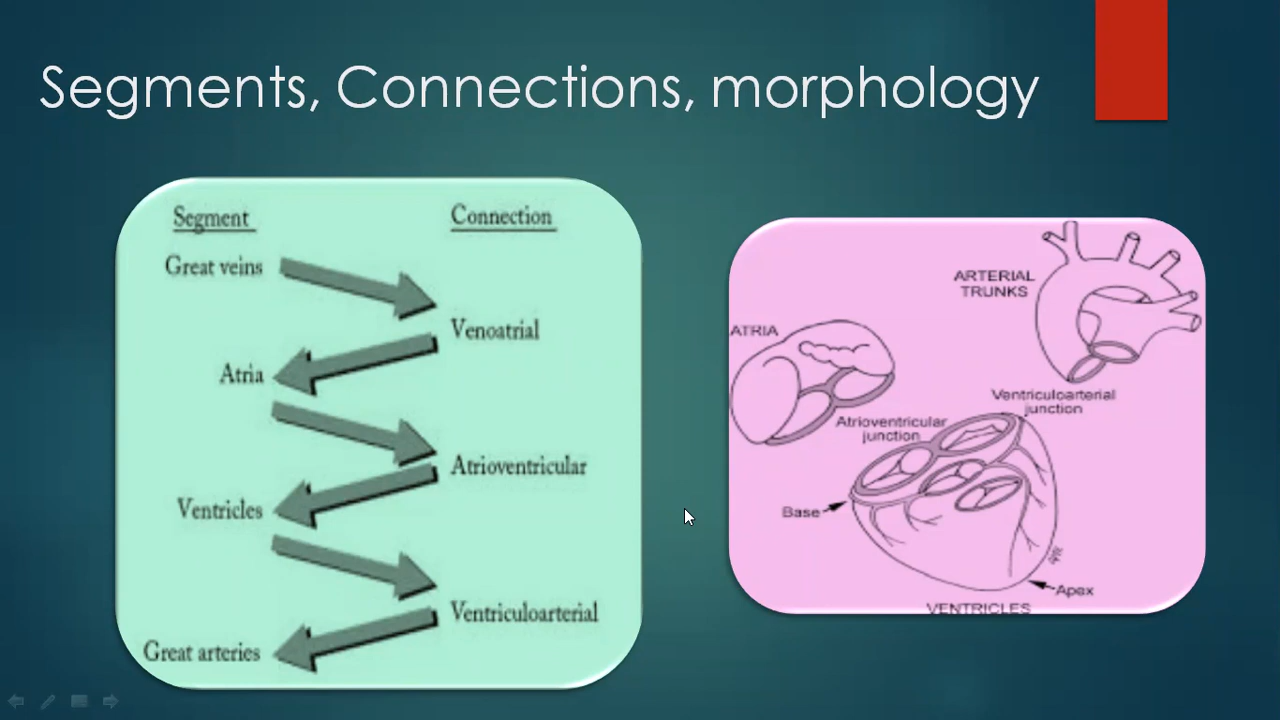 Segments, Connections, morphology
Segment
Connection
Great veins
Venoatrial
Atria
Atrioventricular
Ventricles
Ventriculoarterial
Great arteries
ARTERIAL
TRUNKS
ATRIA
Ventriculoarterial
junction
Atrioventricular
junction
Base
Apex
VENTRICLES